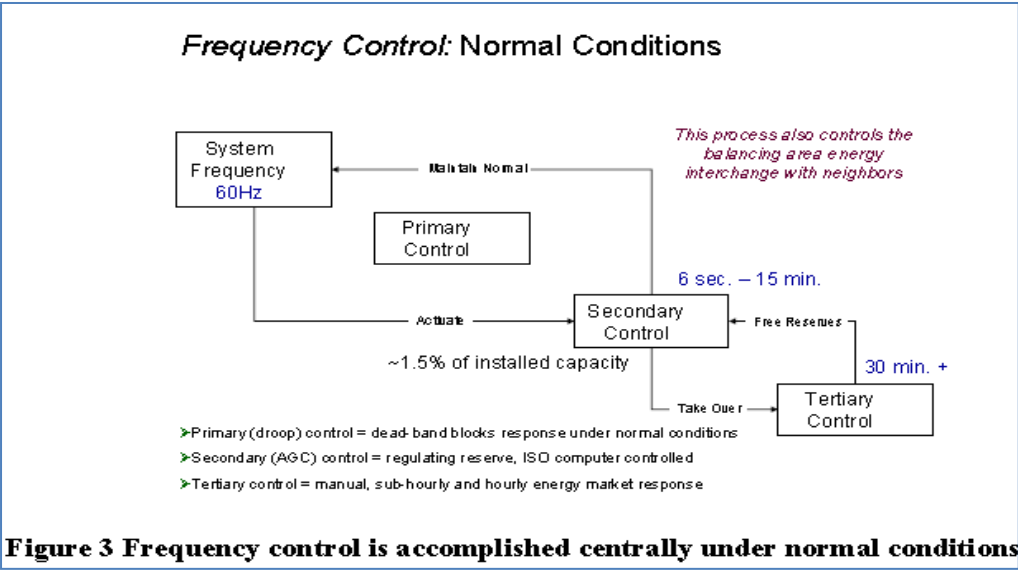 Frequency Control: Normal Conditions
This process also controls the
balancing area energy
interchange with neighbors
System
Frequency
60Hz
Maintain Normal
Primary
Control
6 sec. – 15 min.
Secondary
Control
Activate
Free Reserves
~1.5% of installed capacity
30 min. +
Tertiary
Control
Take Over
➢Primary (droop) control = dead-band blocks response under normal conditions
➢Secondary (AGC) control = regulating reserve, ISO computer controlled
➢Tertiary control = manual, sub-hourly and hourly energy market response
Figure 3 Frequency control is accomplished centrally under normal conditions